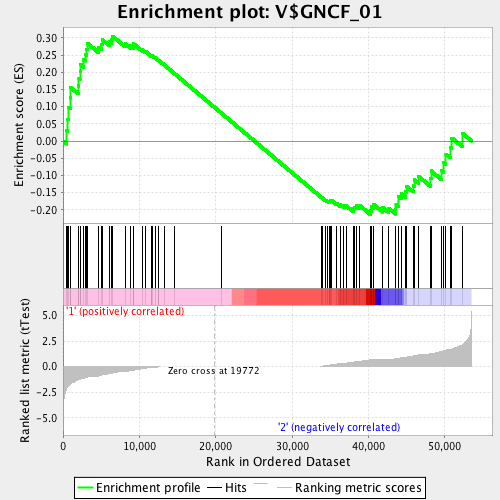 Enrichment plot: V$GNCF_01
Enrichment score (ES)
0.30
0.25
0.20
0.15
0.10
0.05
0.00
-0.05
-0.10
-0.15
-0.20
'1' (positively correlated)
Ranked list metric (tTest)
5.0
2.5
0.0
-2.5
-5.0
Zero cross at 19772
'2' (negatively correlated)
0
10,000
20,000
30,000
40,000
50,000
Rank in Ordered Dataset
Enrichment profile
Hits
Ranking metric scores